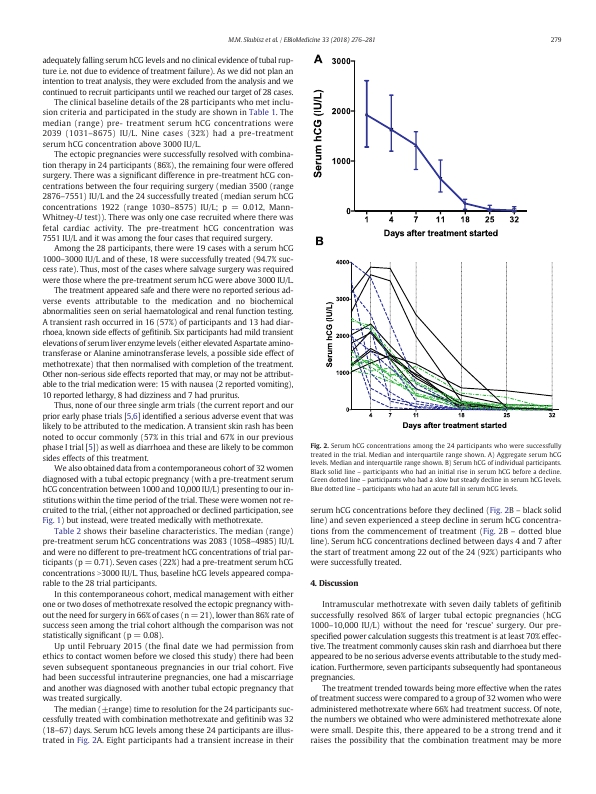 M.M. Skubisz et al. / EBioMedicine 33 (2018) 276–281
279
adequately falling serum hCG levels and no clinical evidence of tubal rup-
ture i.e. not due to evidence of treatment failure). As we did not plan an
intention to treat analysis, they were excluded from the analysis and we
continued to recruit participants until we reached our target of 28 cases.
The clinical baseline details of the 28 participants who met inclu-
sion criteria and participated in the study are shown in Table 1. The
median (range) pre- treatment serum hCG concentrations were
2039 (1031–8675) IU/L. Nine cases (32%) had a pre-treatment
serum hCG concentration above 3000 IU/L.
The ectopic pregnancies were successfully resolved with combina-
tion therapy in 24 participants (86%), the remaining four were offered
surgery. There was a significant difference in pre-treatment hCG con-
centrations between the four requiring surgery (median 3500 (range
2876–7551) IU/L and the 24 successfully treated (median serum hCG
concentrations 1922 (range 1030–8575) IU/L; p = 0.012, Mann-
Whitney-U test)). There was only one case recruited where there was
fetal cardiac activity. The pre-treatment hCG concentration was
7551 IU/L and it was among the four cases that required surgery.
Among the 28 participants, there were 19 cases with a serum hCG
1000–3000 IU/L and of these, 18 were successfully treated (94.7% suc-
cess rate). Thus, most of the cases where salvage surgery was required
were those where the pre-treatment serum hCG were above 3000 IU/L.
The treatment appeared safe and there were no reported serious ad-
verse events attributable to the medication and no biochemical
abnormalities seen on serial haematological and renal function testing.
A transient rash occurred in 16 (57%) of participants and 13 had diar-
rhoea, known side effects of gefitinib. Six participants had mild transient
elevations of serum liver enzyme levels (either elevated Aspartate amino-
transferase or Alanine aminotransferase levels, a possible side effect of
methotrexate) that then normalised with completion of the treatment.
Other non-serious side effects reported that may, or may not be attribut-
able to the trial medication were: 15 with nausea (2 reported vomiting),
10 reported lethargy, 8 had dizziness and 7 had pruritus.
Thus, none of our three single arm trials (the current report and our
prior early phase trials [5,6] identified a serious adverse event that was
likely to be attributed to the medication. A transient skin rash has been
noted to occur commonly (57% in this trial and 67% in our previous
phase I trial [5]) as well as diarrhoea and these are likely to be common
sides effects of this treatment.
We also obtained data from a contemporaneous cohort of 32 women
diagnosed with a tubal ectopic pregnancy (with a pre-treatment serum
hCG concentration between 1000 and 10,000 IU/L) presenting to our in-
stitutions within the time period of the trial. These were women not re-
cruited to the trial, (either not approached or declined participation, see
Fig. 1) but instead, were treated medically with methotrexate.
Table 2 shows their baseline characteristics. The median (range)
pre-treatment serum hCG concentrations was 2083 (1058–4985) IU/L
and were no different to pre-treatment hCG concentrations of trial par-
ticipants (p = 0.71). Seven cases (22%) had a pre-treatment serum hCG
concentrations >3000 IU/L. Thus, baseline hCG levels appeared compa-
rable to the 28 trial participants.
In this contemporaneous cohort, medical management with either
one or two doses of methotrexate resolved the ectopic pregnancy with-
out the need for surgery in 66% of cases (n = 21), lower than 86% rate of
success seen among the trial cohort although the comparison was not
statistically significant (p = 0.08).
Up until February 2015 (the final date we had permission from
ethics to contact women before we closed this study) there had been
seven subsequent spontaneous pregnancies in our trial cohort. Five
had been successful intrauterine pregnancies, one had a miscarriage
and another was diagnosed with another tubal ectopic pregnancy that
was treated surgically.
The median (±range) time to resolution for the 24 participants suc-
cessfully treated with combination methotrexate and gefitinib was 32
(18–67) days. Serum hCG levels among these 24 participants are illus-
trated in Fig. 2A. Eight participants had a transient increase in their
A
Serum hCG (IU/L)
3000
2000
1000
0
1 4 7 11 18 25 32
Days after treatment started
B
Serum hCG (IU/L)
4000
3000
2000
1000
0
4 7 11 18 25 32
Days after treatment started
Fig. 2. Serum hCG concentrations among the 24 participants who were successfully
treated in the trial. Median and interquartile range shown. A) Aggregate serum hCG
levels. Median and interquartile range shown. B) Serum hCG of individual participants.
Black solid line – participants who had an initial rise in serum hCG before a decline.
Green dotted line – participants who had a slow but steady decline in serum hCG levels.
Blue dotted line – participants who had an acute fall in serum hCG levels.
serum hCG concentrations before they declined (Fig. 2B – black solid
line) and seven experienced a steep decline in serum hCG concentra-
tions from the commencement of treatment (Fig. 2B – dotted blue
line). Serum hCG concentrations declined between days 4 and 7 after
the start of treatment among 22 out of the 24 (92%) participants who
were successfully treated.
4. Discussion
Intramuscular methotrexate with seven daily tablets of gefitinib
successfully resolved 86% of larger tubal ectopic pregnancies (hCG
1000–10,000 IU/L) without the need for 'rescue' surgery. Our pre-
specified power calculation suggests this treatment is at least 70% effec-
tive. The treatment commonly causes skin rash and diarrhoea but there
appeared to be no serious adverse events attributable to the study med-
ication. Furthermore, seven participants subsequently had spontaneous
pregnancies.
The treatment trended towards being more effective when the rates
of treatment success were compared to a group of 32 women who were
administered methotrexate where 66% had treatment success. Of note,
the numbers we obtained who were administered methotrexate alone
were small. Despite this, there appeared to be a strong trend and it
raises the possibility that the combination treatment may be more